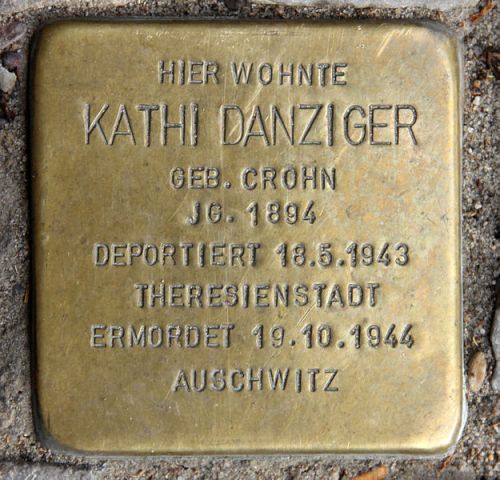 HIER WOHNTE
KATHI DANZIGER
GEB. CROHN
JG. 1894
DEPORTIERT 18.5.1943
THERESIENSTADT
ERMORDET 19.10.1944
AUSCHWITZ